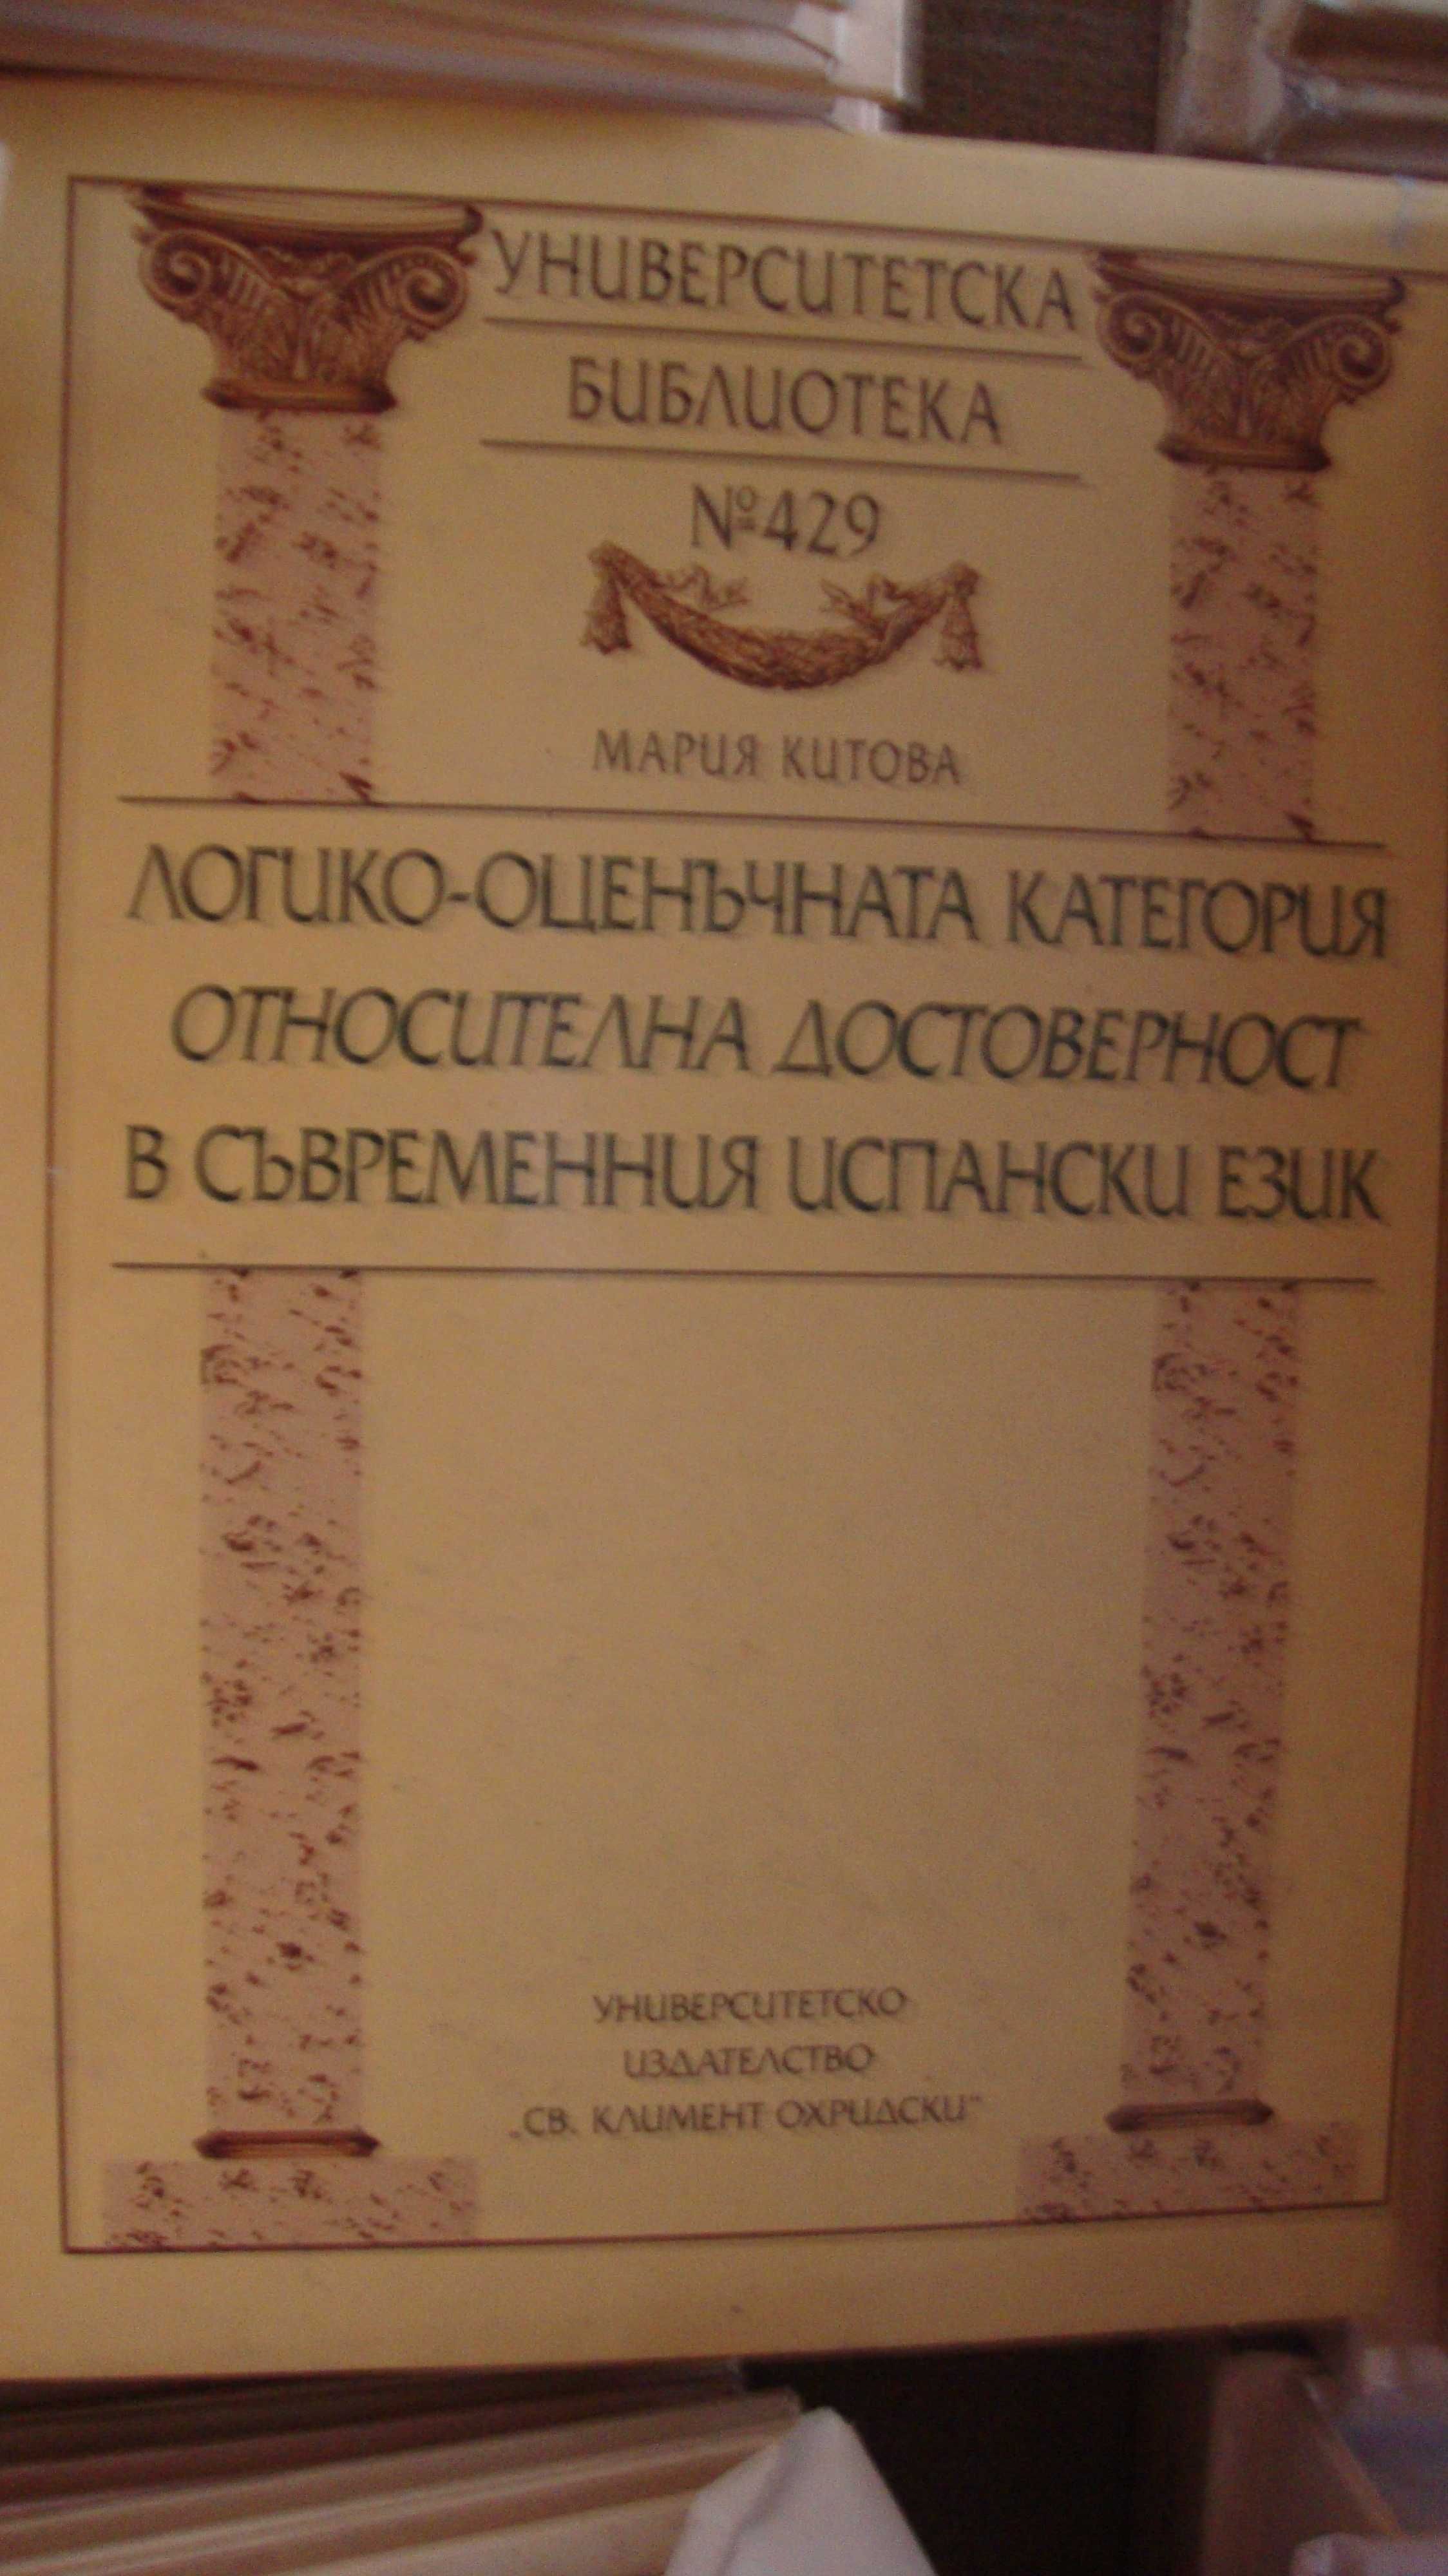 УНИВЕРСИТЕТСКА
БИБЛИОТЕКА
№429
МАРИЯ КИТОВА
ЛОГИКО-ОЦЕНЪЧНАТА КАТЕГОРИЯ
ОТНОСИТЕЛНА ДОСТОВЕРНОСТ
В СЪВРЕМЕННИЯ ИСПАНСКИ ЕЗИК
УНИВЕРСИТЕТСКО
ИЗДАТЕЛСТВО
„СВ. КЛИМЕНТ ОХРИДСКИ“